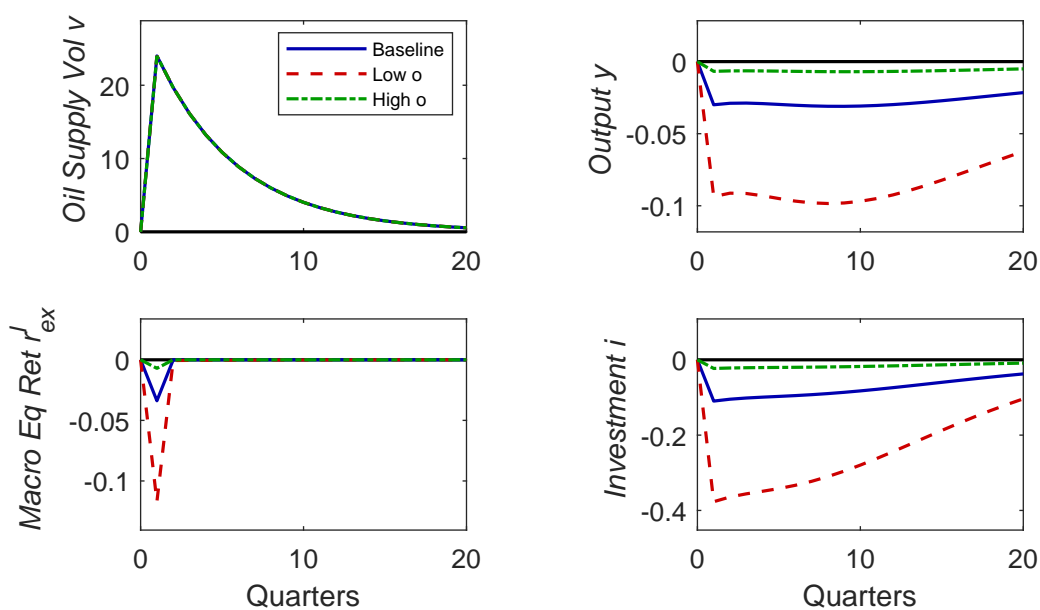 Oil Supply Vol v
20
10
0
0
10
20
Baseline
Low o
High o
Output y
0
-0.05
-0.1
0
10
20
Macro Eq Ret r^J_ex
0
-0.05
-0.1
0
10
20
Quarters
Investment i
0
-0.2
-0.4
0
10
20
Quarters